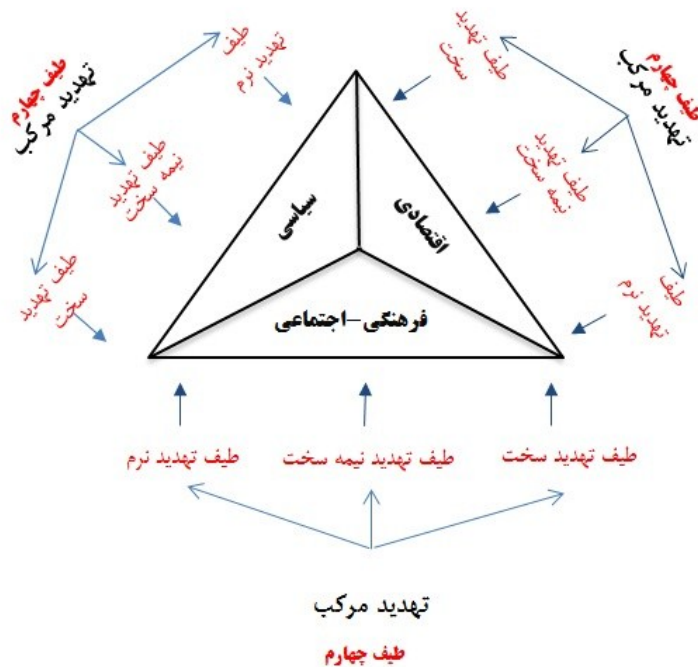 طیف
تهدید نرم
طیف تهدید
سخت
طیف چهارم
تهدید مرکب
طیف چهارم
تهدید مرکب
طیف تهدید
نیمه سخت
طیف تهدید
نیمه سخت
سیاسی
اقتصادی
طیف تهدید
سخت
طیف
تهدید نرم
فرهنگی-اجتماعی
طیف تهدید سخت
طیف تهدید نیمه سخت
طیف تهدید نرم
تهدید مرکب
طیف چهارم